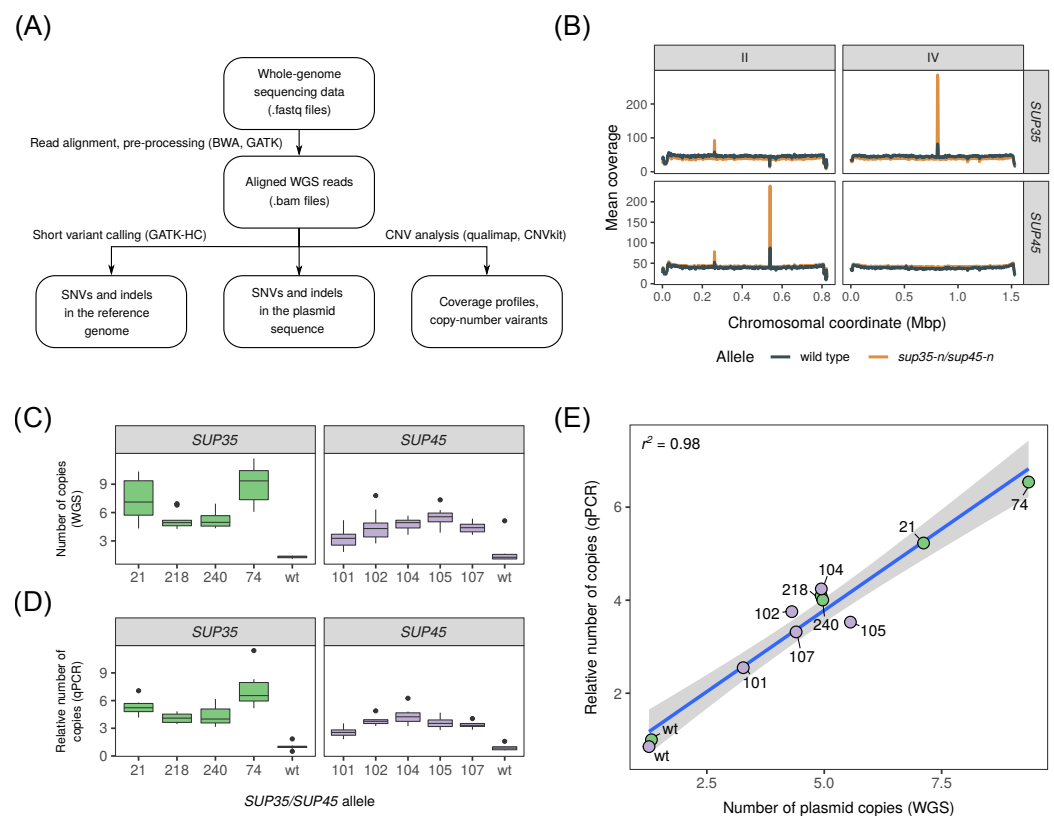 (A)
Whole-genome
sequencing data
(.fastq files)
Read alignment, pre-processing (BWA, GATK)
Aligned WGS reads
(.bam files)
Short variant calling (GATK-HC)
CNV analysis (qualimap, CNVkit)
SNVs and indels
in the reference
genome
SNVs and indels
in the plasmid
sequence
Coverage profiles,
copy-number vairants
(B)
II
IV
Mean coverage
200
100
0
SUP35
200
150
100
50
0
SUP45
0.0 0.2 0.4 0.6 0.8
0.0 0.5 1.0 1.5
Chromosomal coordinate (Mbp)
Allele
wild type
sup35-n/sup45-n
(C)
SUP35
SUP45
Number of copies
(WGS)
9
6
3
21 218 240 74 wt
101 102 104 105 107 wt
(D)
SUP35
SUP45
Relative number of
copies (qPCR)
9
6
3
0
21 218 240 74 wt
101 102 104 105 107 wt
SUP35/SUP45 allele
(E)
r² = 0.98
Relative number of copies (qPCR)
6
4
2
74
21
104
218
102
240
105
107
101
wt
wt
2.5 5.0 7.5
Number of plasmid copies (WGS)